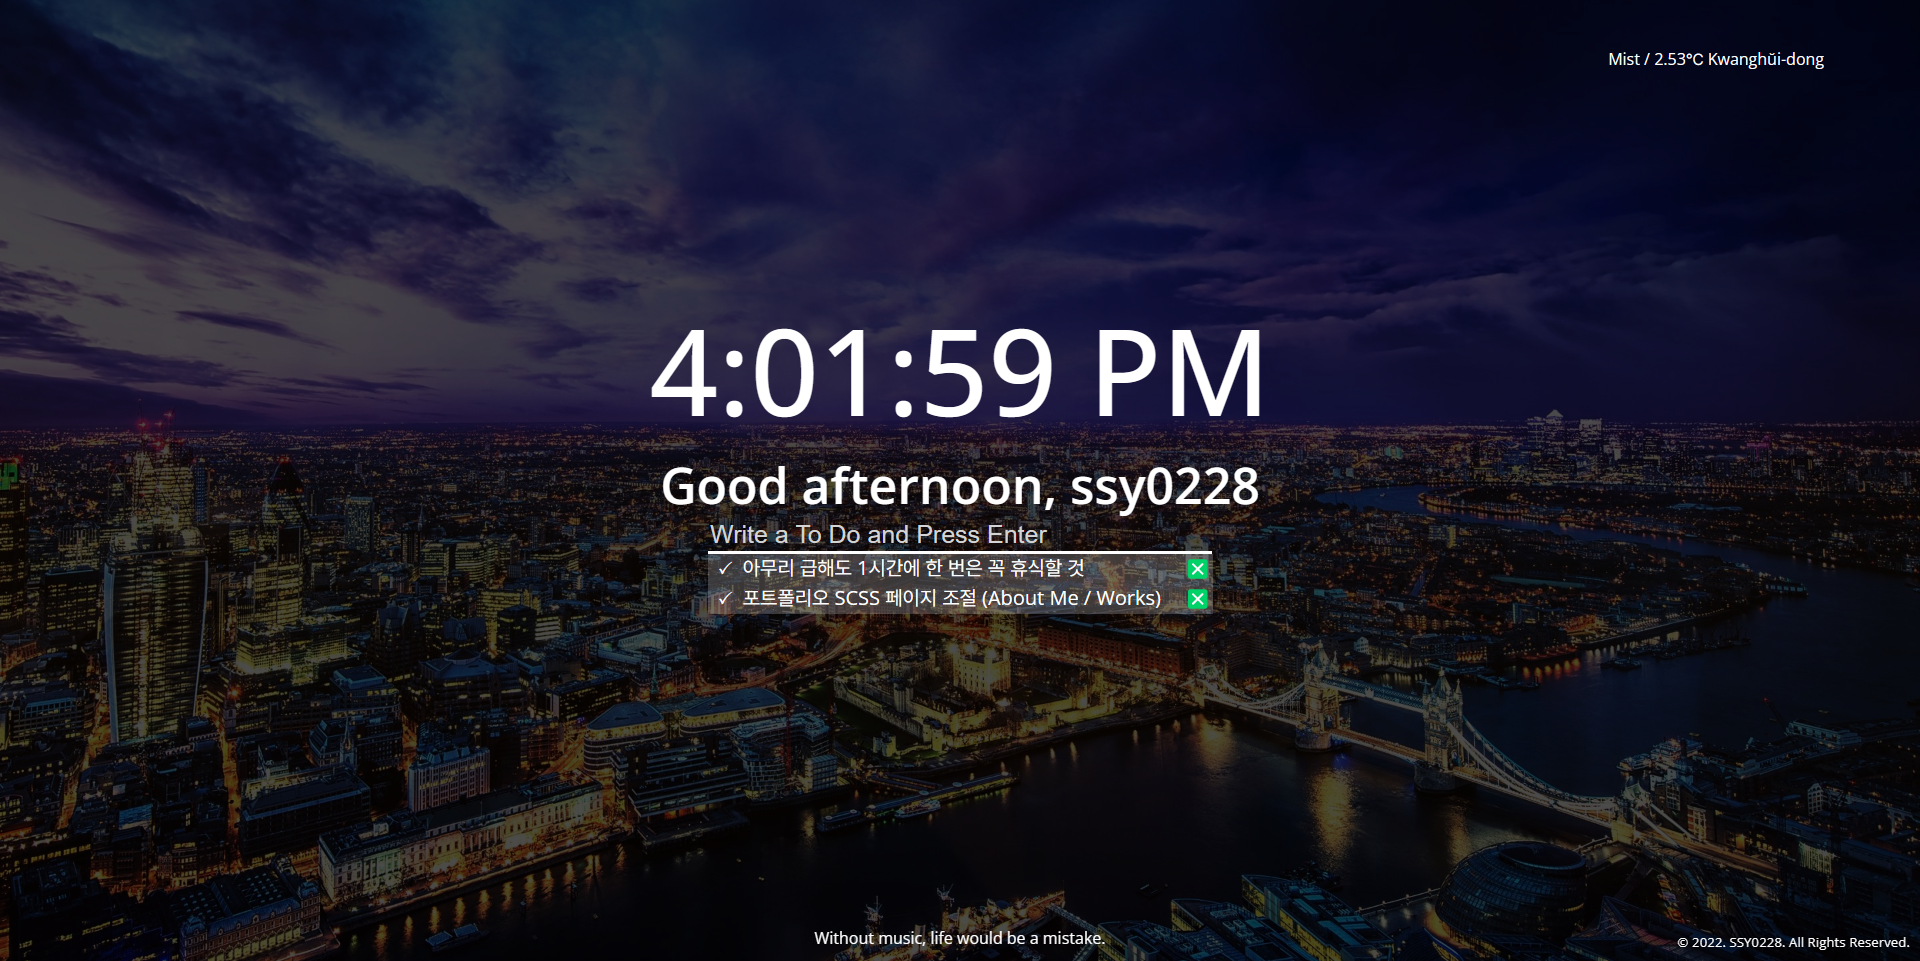 Mist / 2.53℃ Kwanghŭi-dong
4:01:59 PM
Good afternoon, ssy0228
Write a To Do and Press Enter
✓ 아무리 급해도 1시간에 한 번은 꼭 휴식할 것 ❎
✓ 포트폴리오 SCSS 페이지 조절 (About Me / Works) ❎
Without music, life would be a mistake.
© 2022. SSY0228. All Rights Reserved.